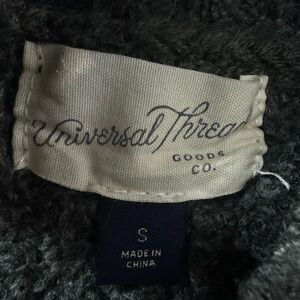 Universal Thread
GOODS
CO.
S
MADE IN
CHINA